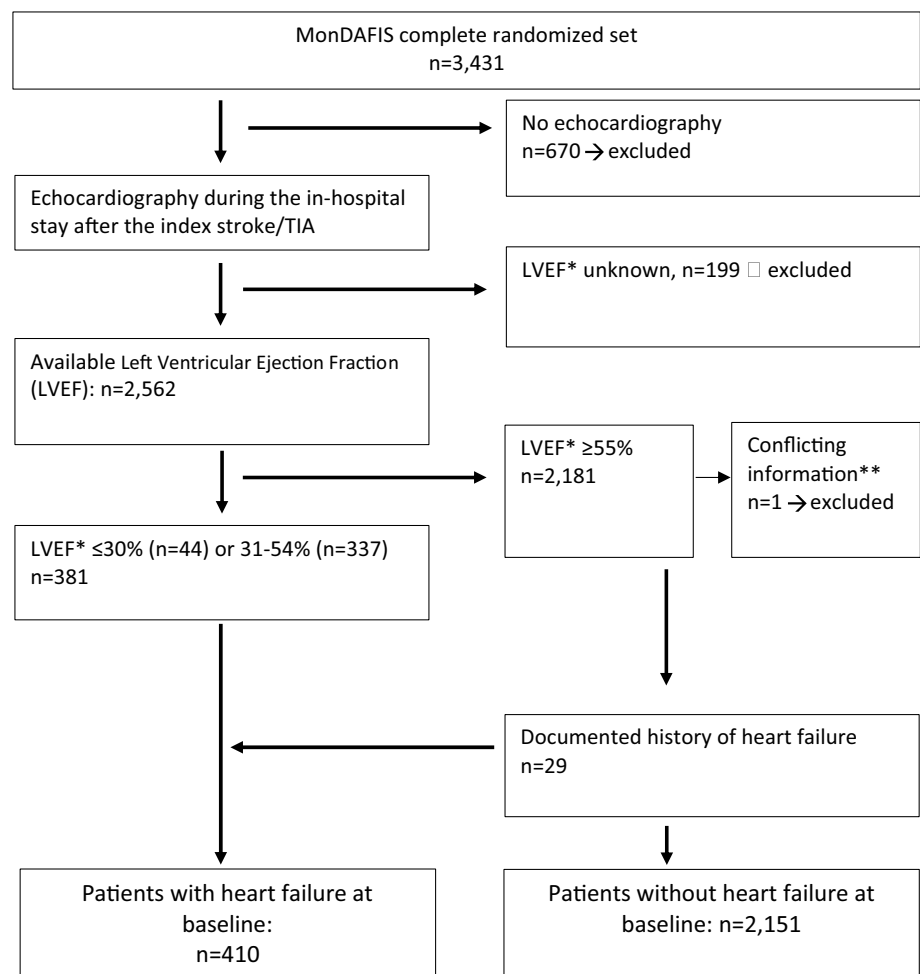 MonDAFIS complete randomized set
n=3,431
No echocardiography
n=670 → excluded
Echocardiography during the in-hospital
stay after the index stroke/TIA
LVEF* unknown, n=199 □ excluded
Available Left Ventricular Ejection Fraction
(LVEF): n=2,562
LVEF* ≥55%
n=2,181
Conflicting
information**
n=1 → excluded
LVEF* ≤30% (n=44) or 31-54% (n=337)
n=381
Documented history of heart failure
n=29
Patients with heart failure at
baseline:
n=410
Patients without heart failure at
baseline: n=2,151